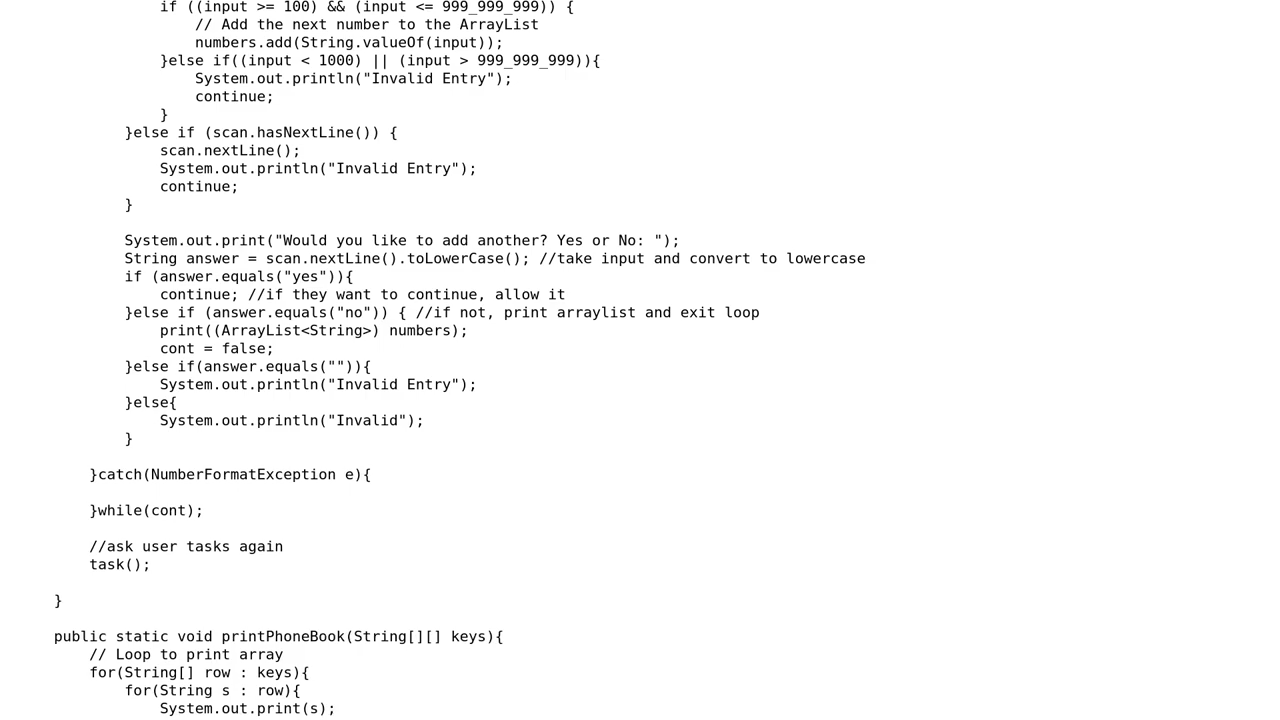 if ((input >= 100) && (input <= 999_999_999)) {
// Add the next number to the ArrayList
numbers.add(String.valueOf(input));
}else if((input < 1000) || (input > 999_999_999)){
System.out.println("Invalid Entry");
continue;
}
}else if (scan.hasNextLine()) {
scan.nextLine();
System.out.println("Invalid Entry");
continue;
}
System.out.print("Would you like to add another? Yes or No: ");
String answer = scan.nextLine().toLowerCase(); //take input and convert to lowercase
if (answer.equals("yes")){
continue; //if they want to continue, allow it
}else if (answer.equals("no")) { //if not, print arraylist and exit loop
print((ArrayList<String>) numbers);
cont = false;
}else if(answer.equals("")){
System.out.println("Invalid Entry");
}else{
System.out.println("Invalid");
}
}catch(NumberFormatException e){
}while(cont);
//ask user tasks again
task();
}
public static void printPhoneBook(String[][] keys){
// Loop to print array
for(String[] row : keys){
for(String s : row){
System.out.print(s);